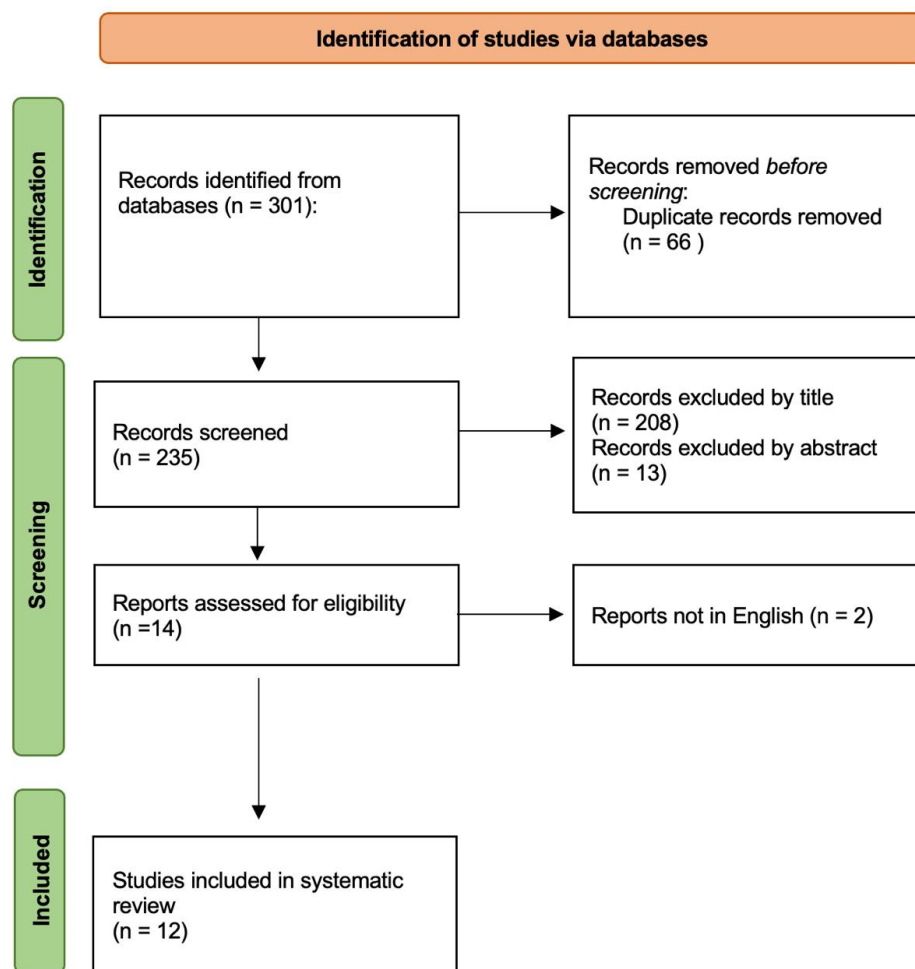 Identification of studies via databases
Identification
Records identified from
databases (n = 301):
Records removed before
screening:
Duplicate records removed
(n = 66 )
Screening
Records screened
(n = 235)
Records excluded by title
(n = 208)
Records excluded by abstract
(n = 13)
Reports assessed for eligibility
(n =14)
Reports not in English (n = 2)
Included
Studies included in systematic
review
(n = 12)